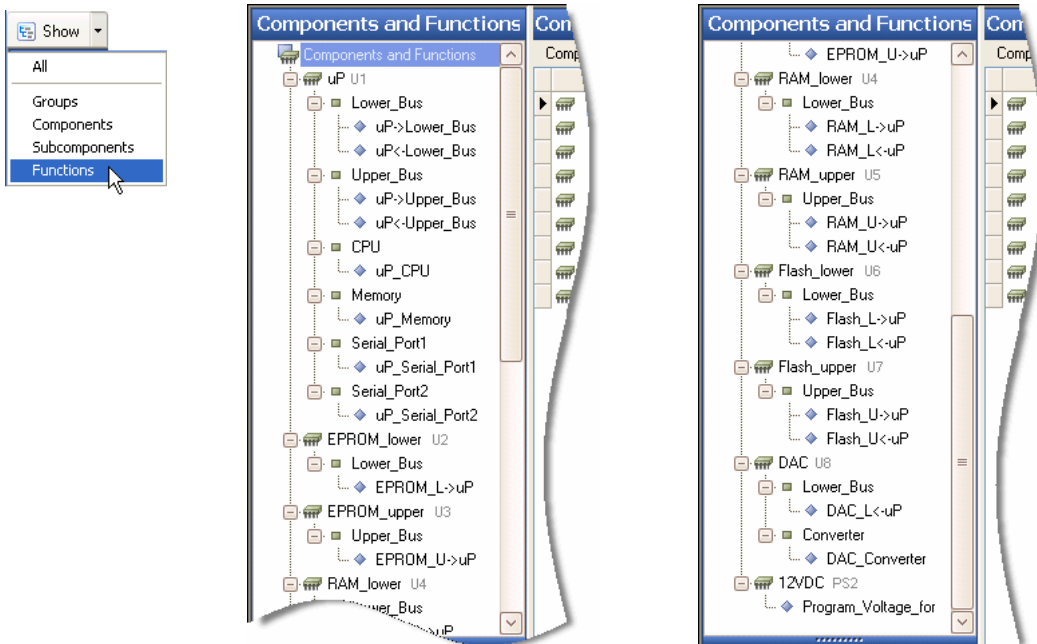 Show
All
Groups
Components
Subcomponents
Functions
Components and Functions
Components and Functions
uP U1
Lower_Bus
uP->Lower_Bus
uP<-Lower_Bus
Upper_Bus
uP->Upper_Bus
uP<-Upper_Bus
CPU
uP_CPU
Memory
uP_Memory
Serial_Port1
uP_Serial_Port1
Serial_Port2
uP_Serial_Port2
EPROM_lower U2
Lower_Bus
EPROM_L->uP
EPROM_upper U3
Upper_Bus
EPROM_U->uP
RAM_lower U4
Con
Comp
Components and Functions
EPROM_U->uP
RAM_lower U4
Lower_Bus
RAM_L->uP
RAM_L<-uP
RAM_upper U5
Upper_Bus
RAM_U->uP
RAM_U<-uP
Flash_lower U6
Lower_Bus
Flash_L->uP
Flash_L<-uP
Flash_upper U7
Upper_Bus
Flash_U->uP
Flash_U<-uP
DAC U8
Lower_Bus
DAC_L<-uP
Converter
DAC_Converter
12VDC PS2
Program_Voltage_for
Com
Comp